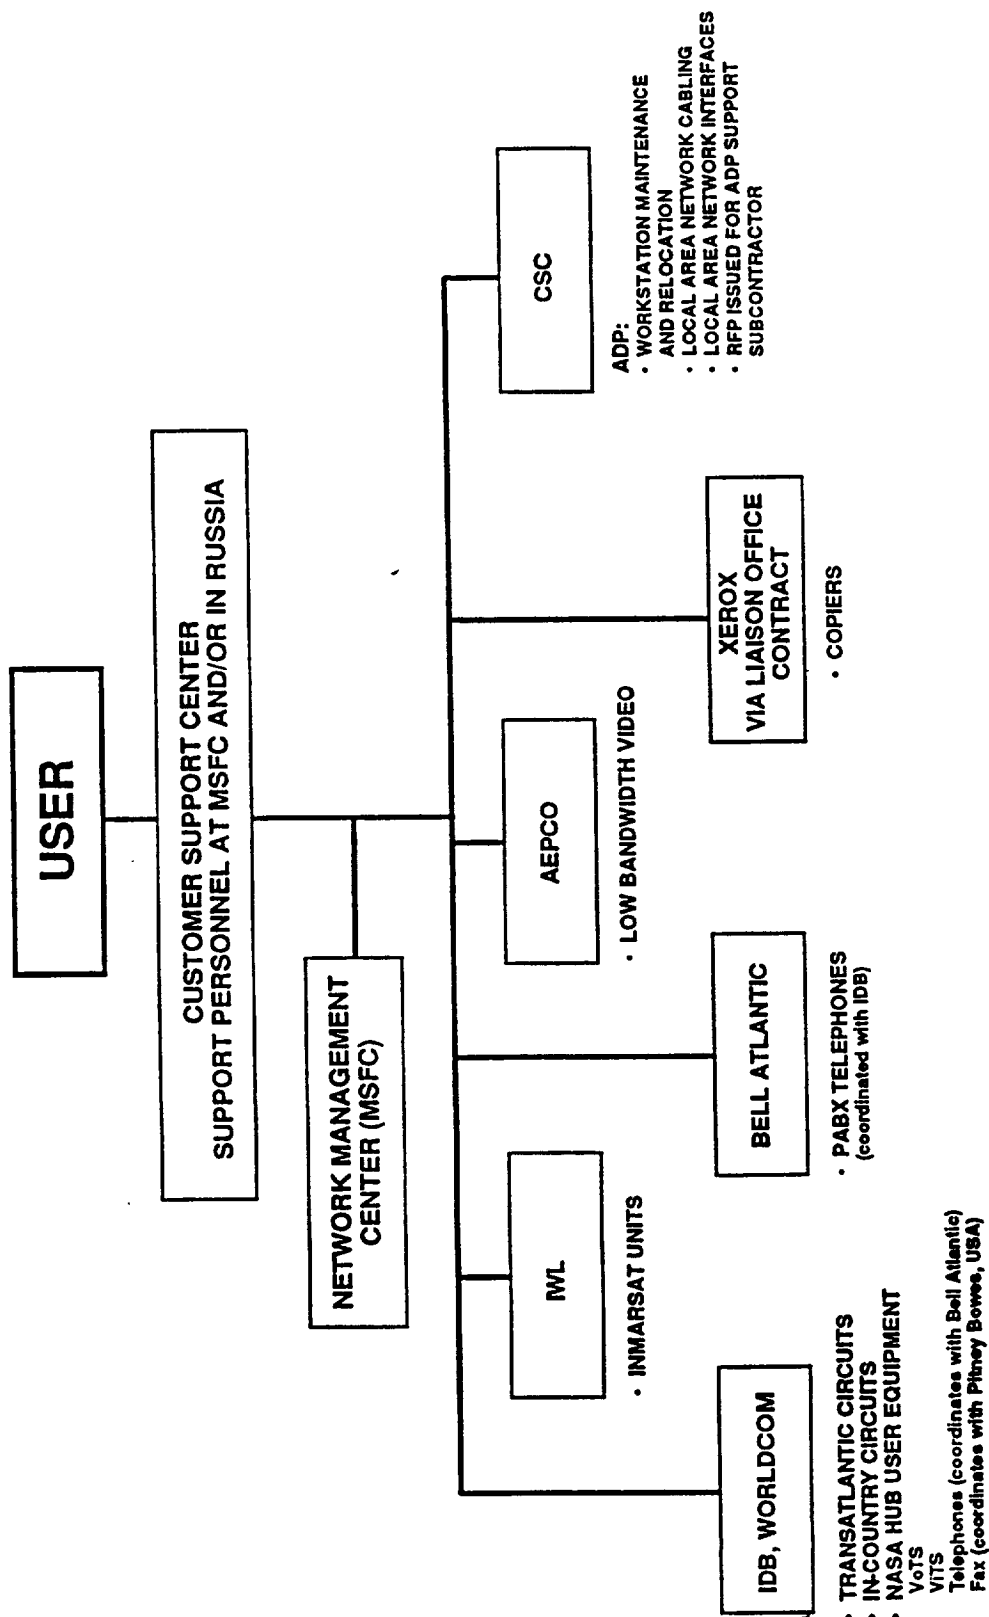 USER
CUSTOMER SUPPORT CENTER
SUPPORT PERSONNEL AT MSFC AND/OR IN RUSSIA
NETWORK MANAGEMENT
CENTER (MSFC)
IDB, WORLDCOM
• TRANSATLANTIC CIRCUITS
• IN-COUNTRY CIRCUITS
• NASA HUB USER EQUIPMENT
VoTS
ViTS
Telephones (coordinates with Bell Atlantic)
Fax (coordinates with Pitney Bowes, USA)
IWL
• INMARSAT UNITS
BELL ATLANTIC
• PABX TELEPHONES
(coordinated with IDB)
AEPCO
• LOW BANDWIDTH VIDEO
XEROX
VIA LIAISON OFFICE
CONTRACT
• COPIERS
CSC
ADP:
• WORKSTATION MAINTENANCE
AND RELOCATION
• LOCAL AREA NETWORK CABLING
• LOCAL AREA NETWORK INTERFACES
• RFP ISSUED FOR ADP SUPPORT
SUBCONTRACTOR